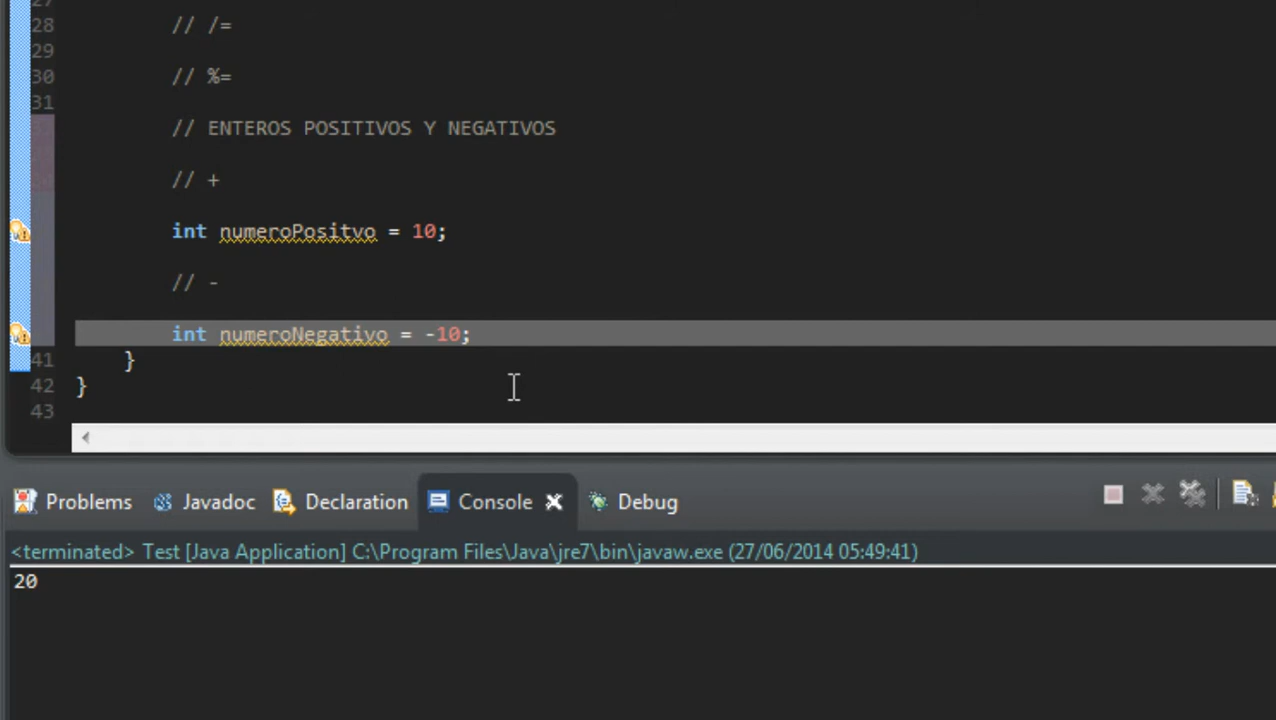 27
28 // /=
29
30 // %=
31
// ENTEROS POSITIVOS Y NEGATIVOS
// +
int numeroPositvo = 10;
// -
int numeroNegativo = -10;
41 }
42 }
43
Problems Javadoc Declaration Console Debug
<terminated> Test [Java Application] C:\Program Files\Java\jre7\bin\javaw.exe (27/06/2014 05:49:41)
20